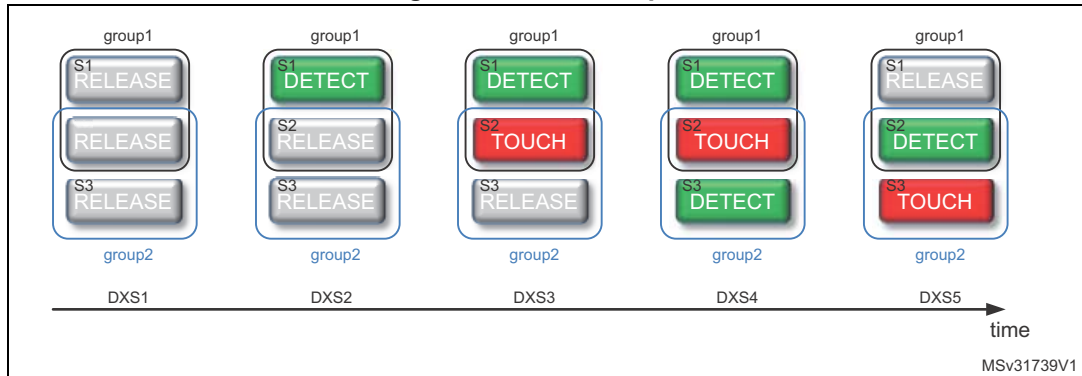 group1 group1 group1 group1 group1
S1 S1 S1 S1 S1
RELEASE DETECT DETECT DETECT RELEASE
S2 S2 S2 S2
RELEASE RELEASE TOUCH TOUCH DETECT
S3 S3 S3 S3 S3
RELEASE RELEASE RELEASE DETECT TOUCH
group2 group2 group2 group2 group2
DXS1 DXS2 DXS3 DXS4 DXS5
time
MSv31739V1